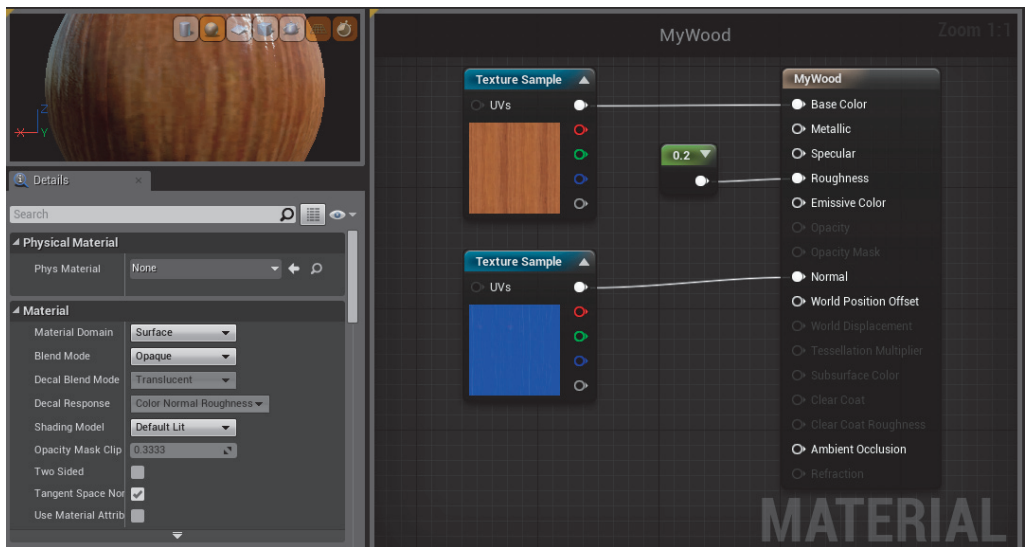 Z
X
Y
Details
Search
Physical Material
Phys Material
None
Material
Material Domain
Surface
Blend Mode
Opaque
Decal Blend Mode
Translucent
Decal Response
Color Normal Roughness
Shading Model
Default Lit
Opacity Mask Clip
0.3333
Two Sided
Tangent Space Nor
Use Material Attrib
MyWood
Zoom 1:1
Texture Sample
UVs
0.2
Texture Sample
UVs
MyWood
Base Color
Metallic
Specular
Roughness
Emissive Color
Opacity
Opacity Mask
Normal
World Position Offset
World Displacement
Tessellation Multiplier
Subsurface Color
Clear Coat
Clear Coat Roughness
Ambient Occlusion
Refraction
MATERIAL